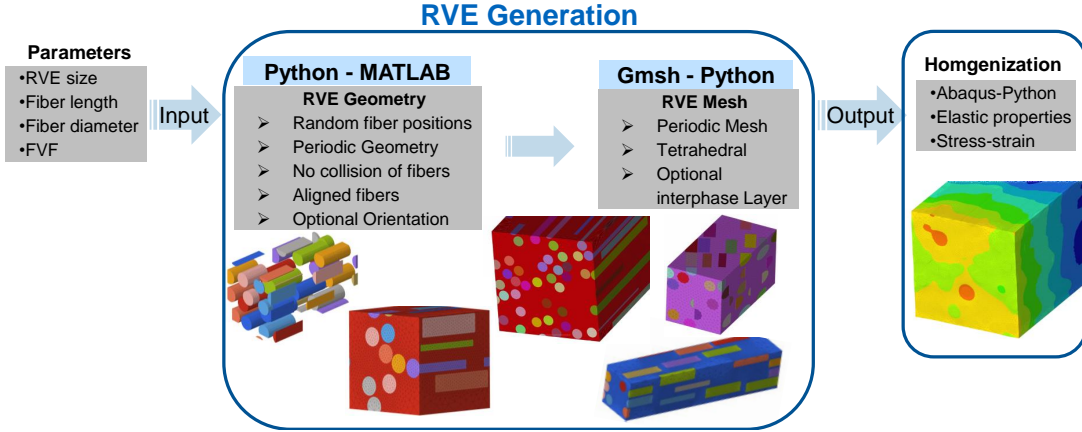 RVE Generation
Parameters
•RVE size
•Fiber length
•Fiber diameter
•FVF
Input
Python - MATLAB
RVE Geometry
➢ Random fiber positions
➢ Periodic Geometry
➢ No collision of fibers
➢ Aligned fibers
➢ Optional Orientation
Gmsh - Python
RVE Mesh
➢ Periodic Mesh
➢ Tetrahedral
➢ Optional
interphase Layer
Output
Homgenization
•Abaqus-Python
•Elastic properties
•Stress-strain